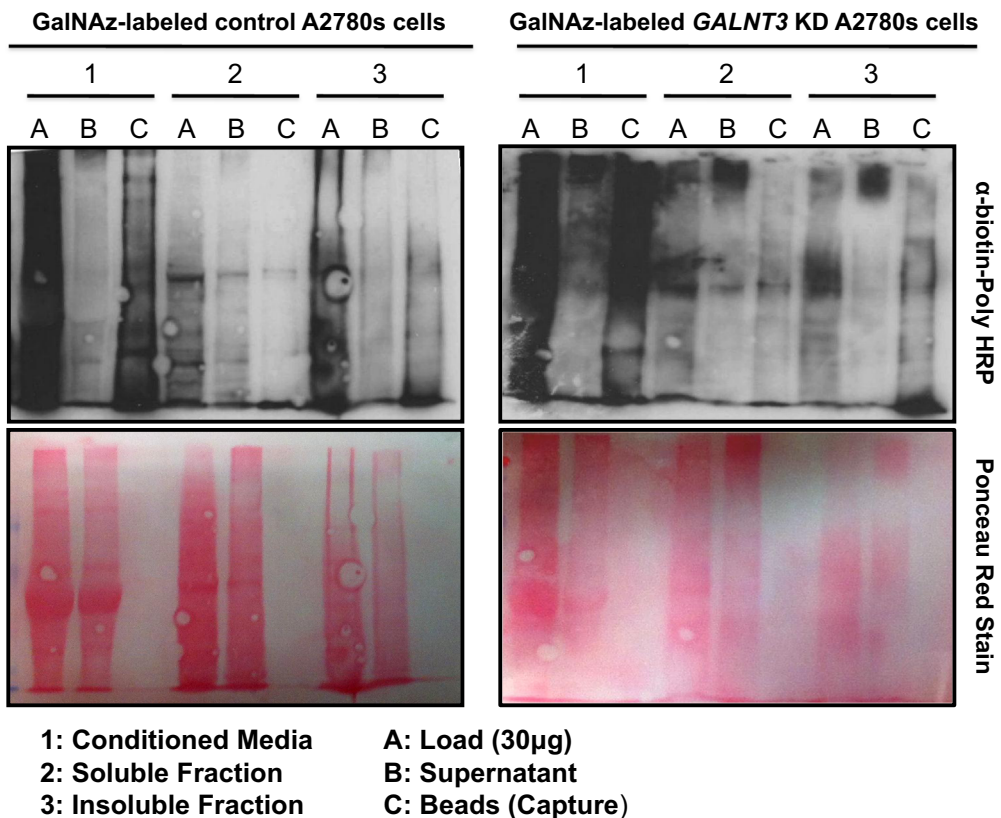 GalNAz-labeled control A2780s cells
GalNAz-labeled GALNT3 KD A2780s cells
1 2 3
1 2 3
A B C A B C A B C
A B C A B C A B C
α-biotin-Poly HRP
Ponceau Red Stain
1: Conditioned Media
2: Soluble Fraction
3: Insoluble Fraction
A: Load (30µg)
B: Supernatant
C: Beads (Capture)